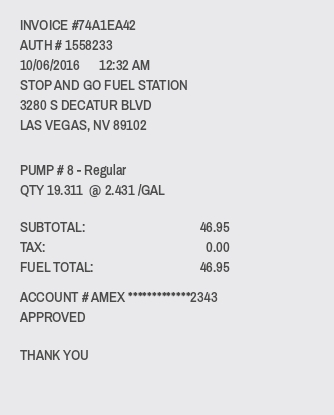 INVOICE #74A1EA42
AUTH # 1558233
10/06/2016 12:32 AM
STOP AND GO FUEL STATION
3280 S DECATUR BLVD
LAS VEGAS, NV 89102
PUMP # 8 - Regular
QTY 19.311 @ 2.431 /GAL
SUBTOTAL: 46.95
TAX: 0.00
FUEL TOTAL: 46.95
ACCOUNT # AMEX *************2343
APPROVED
THANK YOU